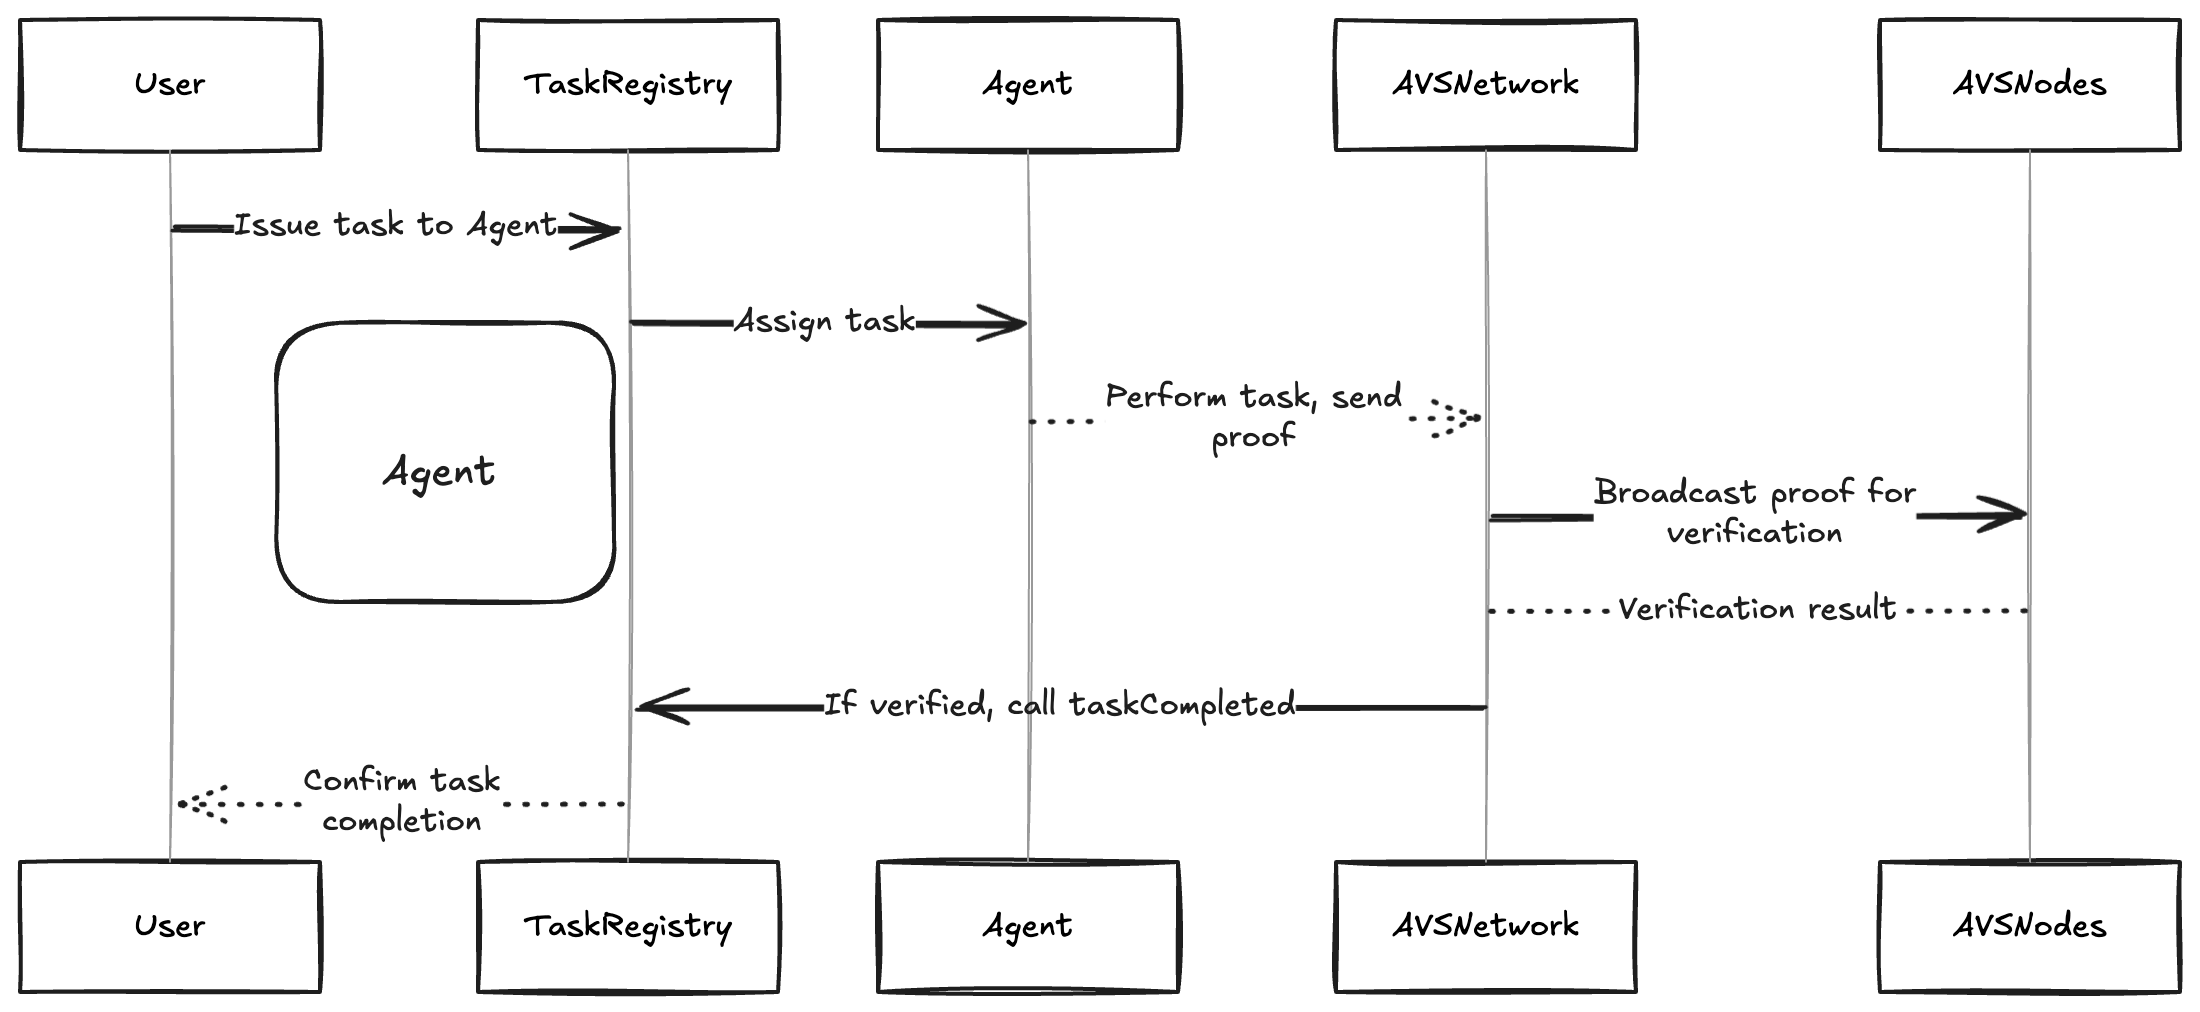 User
TaskRegistry
Agent
AVSNetwork
AVSNodes
Issue task to Agent
Assign task
Agent
Perform task, send
proof
Broadcast proof for
verification
Verification result
If verified, call taskCompleted
Confirm task
completion
User
TaskRegistry
Agent
AVSNetwork
AVSNodes